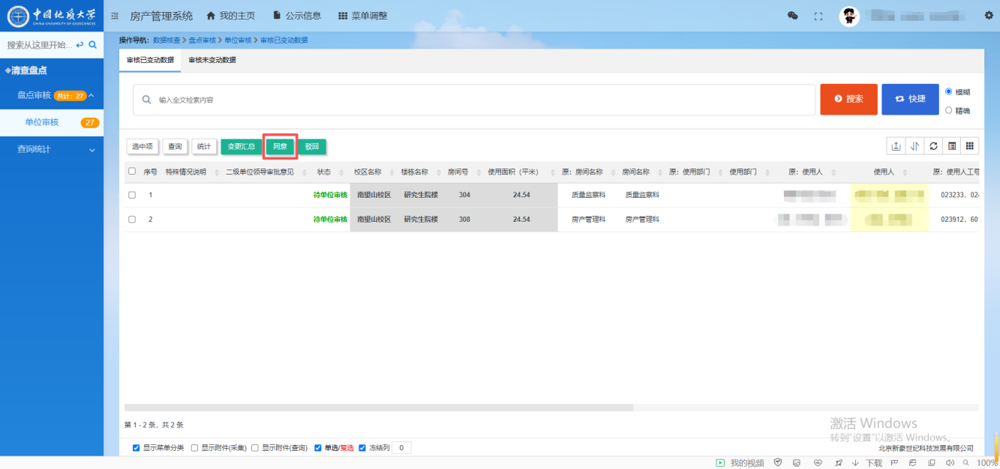 中国地质大学 房产管理系统 我的主页 公示信息 菜单调整
CHINA UNIVERSITY OF GEOSCIENCES
搜索从这里开始... 操作导航: 数据核查 盘点审核 单位审核 审核已变动数据
清查盘点 审核已变动数据 审核未变动数据
盘点审核 共计: 27
单位审核 27
查询统计
输入全文检索内容 搜索 快捷 模糊
精确
选中项 查询 统计 变更汇总 同意 驳回
序号 特殊情况说明 二级单位领导审批意见 状态 校区名称 楼栋名称 房间号 使用面积（平米） 原: 房间名称 房间名称 原: 使用部门 使用部门 原: 使用人 使用人 原: 使用人工号
1 待单位审核 南望山校区 研究生院楼 304 24.54 质量监察科 质量监察科 023233, 02
2 待单位审核 南望山校区 研究生院楼 308 24.54 房产管理科 房产管理科 023912, 60
第 1 - 2 条, 共 2 条
激活 Windows
转到"设置"以激活 Windows。
显示菜单分类 显示附件(采集) 显示附件(查询) 单选/复选 冻结列 0 北京新豪世纪科技发展有限公司
我的视频 下载 100%